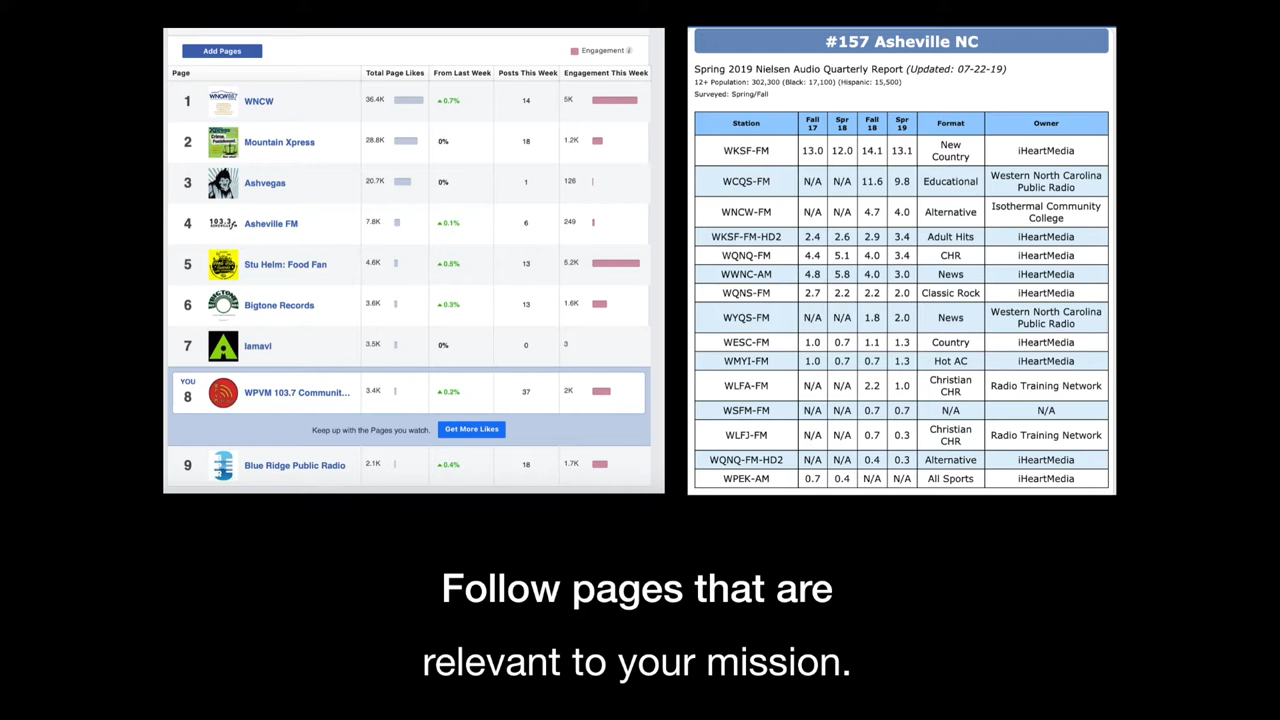 Add Pages
Engagement
Page Total Page Likes From Last Week Posts This Week Engagement This Week
1 WNCW 36.4K ▲0.7% 14 5K
2 Mountain Xpress 28.8K 0% 18 1.2K
3 Ashvegas 20.7K 0% 1 126
4 Asheville FM 7.8K ▲0.1% 6 249
5 Stu Helm: Food Fan 4.6K ▲0.5% 13 5.2K
6 Bigtone Records 3.6K ▲0.3% 13 1.6K
7 Iamavl 3.5K 0% 0 3
YOU
8 WPVM 103.7 Communit... 3.4K ▲0.2% 37 2K
Keep up with the Pages you watch. Get More Likes
9 Blue Ridge Public Radio 2.1K ▲0.4% 18 1.7K
#157 Asheville NC
Spring 2019 Nielsen Audio Quarterly Report (Updated: 07-22-19)
12+ Population: 302,300 (Black: 17,100) (Hispanic: 15,500)
Surveyed: Spring/Fall
Station Fall 17 Spr 18 Fall 18 Spr 19 Format Owner
WKSF-FM 13.0 12.0 14.1 13.1 New Country iHeartMedia
WCQS-FM N/A N/A 11.6 9.8 Educational Western North Carolina Public Radio
WNCW-FM N/A N/A 4.7 4.0 Alternative Isothermal Community College
WKSF-FM-HD2 2.4 2.6 2.9 3.4 Adult Hits iHeartMedia
WQNQ-FM 4.4 5.1 4.0 3.4 CHR iHeartMedia
WWNC-AM 4.8 5.8 4.0 3.0 News iHeartMedia
WQNS-FM 2.7 2.2 2.2 2.0 Classic Rock iHeartMedia
WYQS-FM N/A N/A 1.8 2.0 News Western North Carolina Public Radio
WESC-FM 1.0 0.7 1.1 1.3 Country iHeartMedia
WMYI-FM 1.0 0.7 0.7 1.3 Hot AC iHeartMedia
WLFA-FM N/A N/A 2.2 1.0 Christian CHR Radio Training Network
WSFM-FM N/A N/A 0.7 0.7 N/A N/A
WLFJ-FM N/A N/A 0.7 0.3 Christian CHR Radio Training Network
WQNQ-FM-HD2 N/A N/A 0.4 0.3 Alternative iHeartMedia
WPEK-AM 0.7 0.4 N/A N/A All Sports iHeartMedia
Follow pages that are
relevant to your mission.